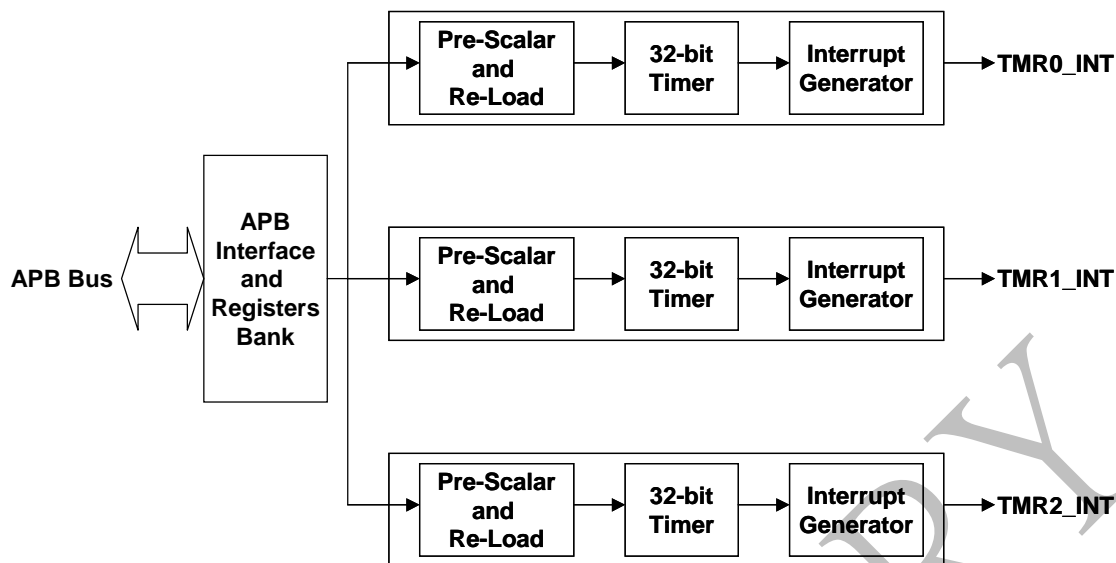 Pre-Scalar
and
Re-Load
32-bit
Timer
Interrupt
Generator
TMR0_INT
APB Bus
APB
Interface
and
Registers
Bank
Pre-Scalar
and
Re-Load
32-bit
Timer
Interrupt
Generator
TMR1_INT
Pre-Scalar
and
Re-Load
32-bit
Timer
Interrupt
Generator
TMR2_INT
RY